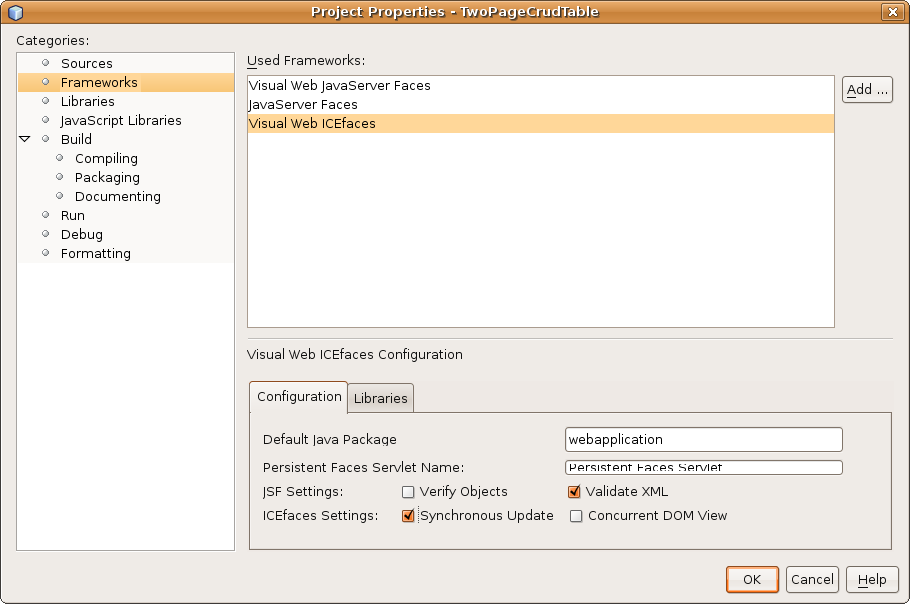 Project Properties - TwoPageCrudTable
Categories:
Sources
Frameworks
Libraries
JavaScript Libraries
Build
Compiling
Packaging
Documenting
Run
Debug
Formatting
Used Frameworks:
Visual Web JavaServer Faces
JavaServer Faces
Visual Web ICEfaces
Add ...
Visual Web ICEfaces Configuration
Configuration Libraries
Default Java Package webapplication
Persistent Faces Servlet Name: Persistent Faces Servlet
JSF Settings: Verify Objects Validate XML
ICEfaces Settings: Synchronous Update Concurrent DOM View
OK Cancel Help